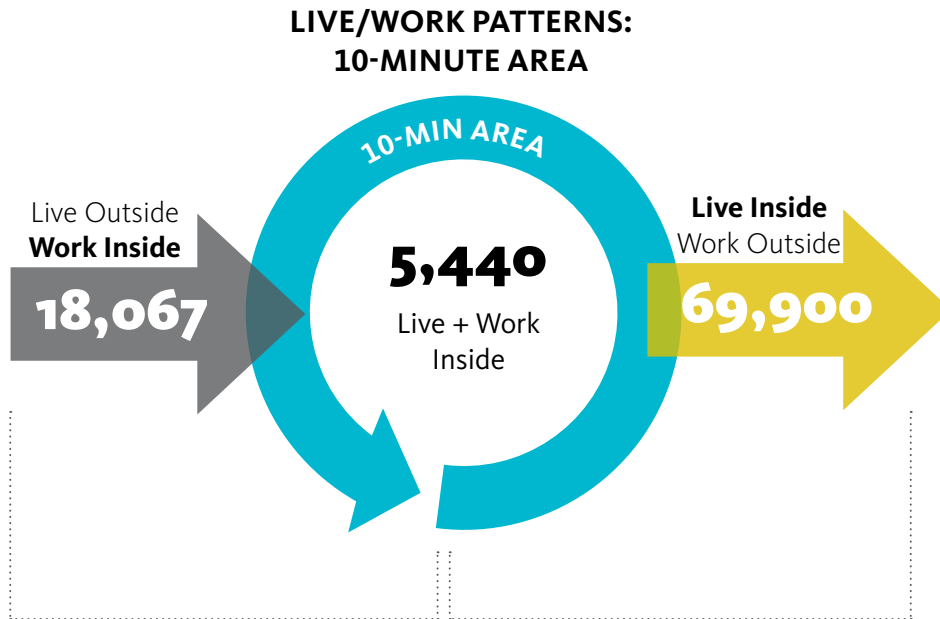 LIVE/WORK PATTERNS:
10-MINUTE AREA
10-MIN AREA
Live Outside
Work Inside
18,067
5,440
Live + Work
Inside
Live Inside
Work Outside
69,900